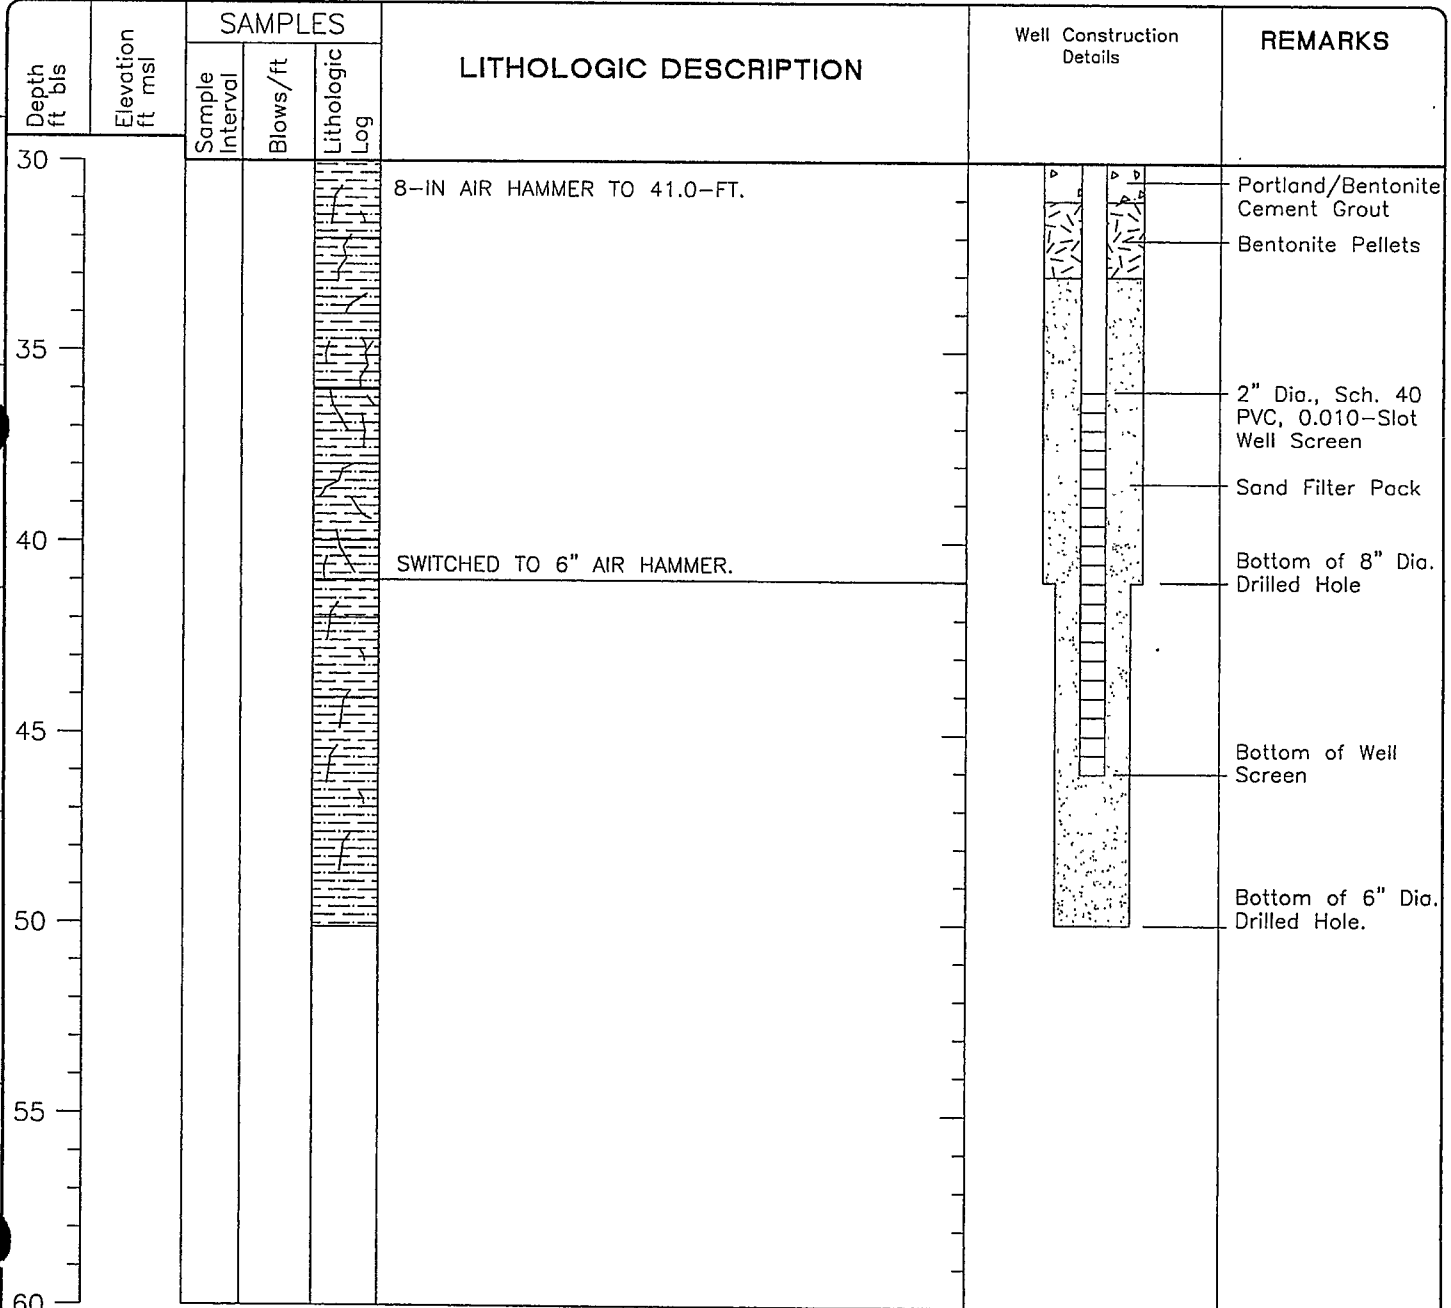 Depth
ft bls
Elevation
ft msl
SAMPLES
Sample
Interval
Blows/ft
Lithologic
Log
LITHOLOGIC DESCRIPTION
Well Construction
Details
REMARKS
30
8-IN AIR HAMMER TO 41.0-FT.
Portland/Bentonite
Cement Grout
Bentonite Pellets
35
2" Dia., Sch. 40
PVC, 0.010-Slot
Well Screen
Sand Filter Pack
40
SWITCHED TO 6" AIR HAMMER.
Bottom of 8" Dia.
Drilled Hole
45
Bottom of Well
Screen
50
Bottom of 6" Dia.
Drilled Hole.
55
60